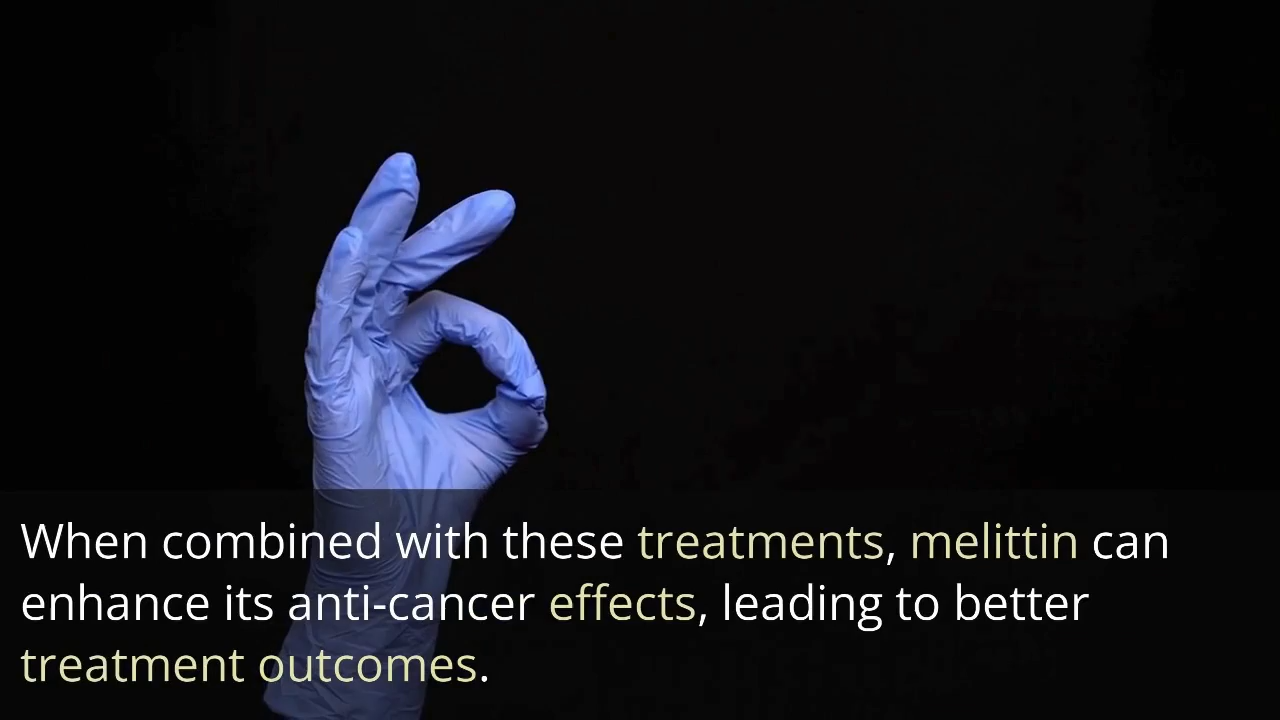 When combined with these treatments, melittin can
enhance its anti-cancer effects, leading to better
treatment outcomes.